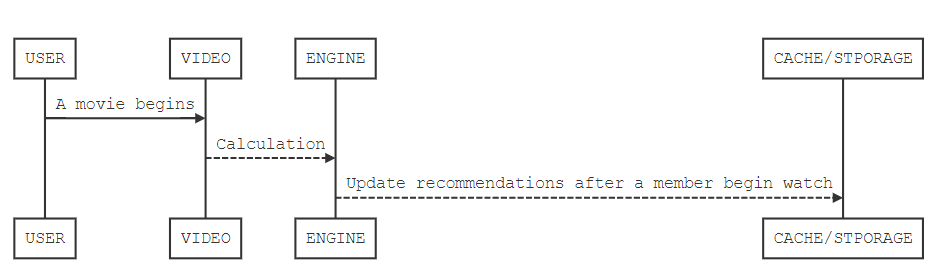 USER VIDEO ENGINE CACHE/STPORAGE
A movie begins
Calculation
Update recommendations after a member begin watch
USER VIDEO ENGINE CACHE/STPORAGE